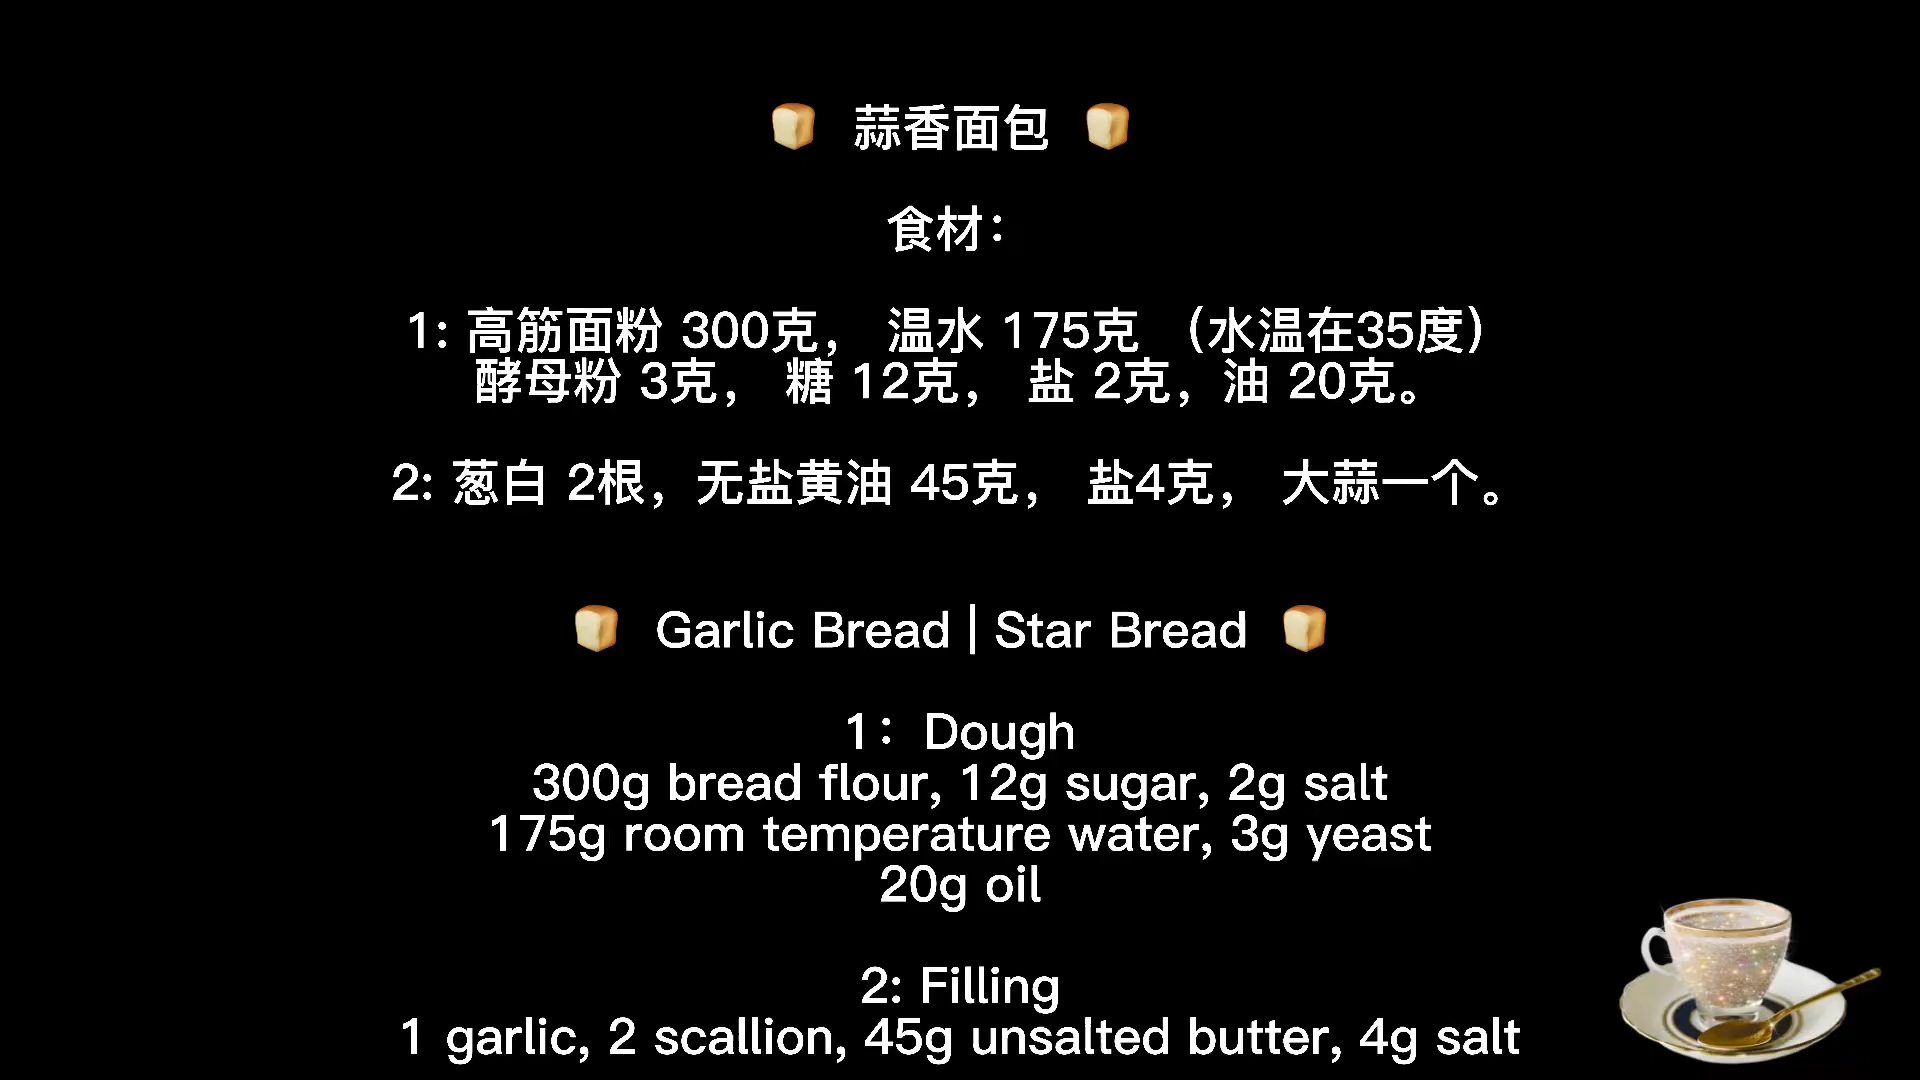 蒜香面包
食材：
1: 高筋面粉 300克， 温水 175克 （水温在35度）
酵母粉 3克， 糖 12克， 盐 2克，油 20克。
2: 葱白 2根，无盐黄油 45克， 盐4克， 大蒜一个。
Garlic Bread | Star Bread
1：Dough
300g bread flour, 12g sugar, 2g salt
175g room temperature water, 3g yeast
20g oil
2: Filling
1 garlic, 2 scallion, 45g unsalted butter, 4g salt